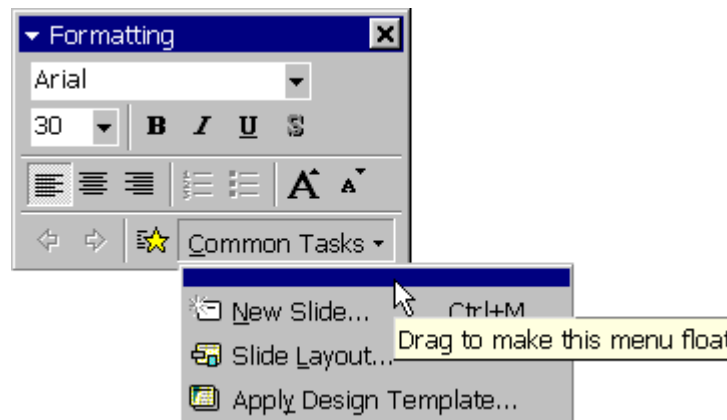 Formatting
Arial
30 B I U S
A A
Common Tasks
New Slide... Ctrl+M
Drag to make this menu float
Slide Layout...
Apply Design Template...